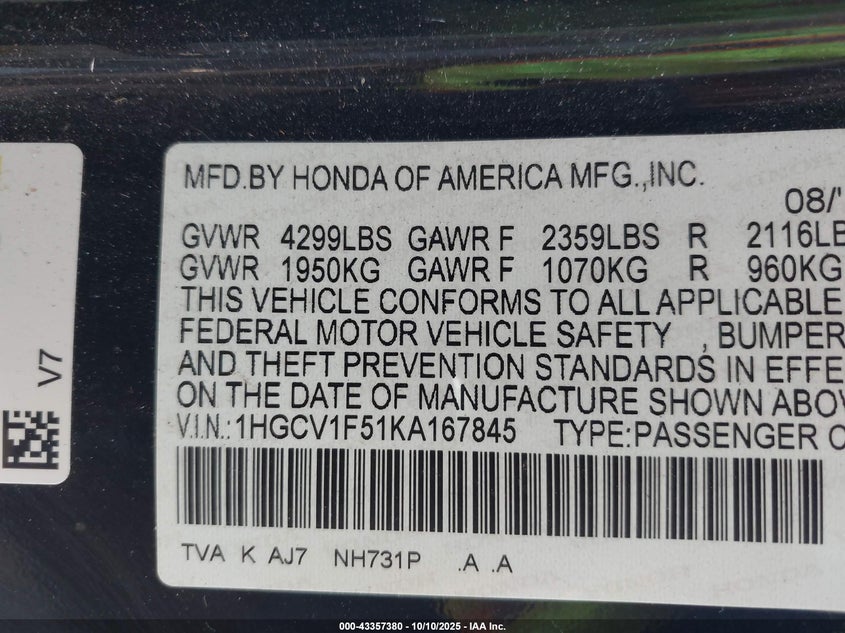 MFD.BY HONDA OF AMERICA MFG.,INC.
08/'
GVWR 4299LBS GAWR F 2359LBS R 2116LB
GVWR 1950KG GAWR F 1070KG R 960KG
THIS VEHICLE CONFORMS TO ALL APPLICABLE
FEDERAL MOTOR VEHICLE SAFETY , BUMPER
AND THEFT PREVENTION STANDARDS IN EFFE
ON THE DATE OF MANUFACTURE SHOWN ABOV
V.I.N.:1HGCV1F51KA167845 TYPE:PASSENGER C
TVA K AJ7 NH731P .A .A
V7
000-43357380 - 10/10/2025 - IAA Inc.